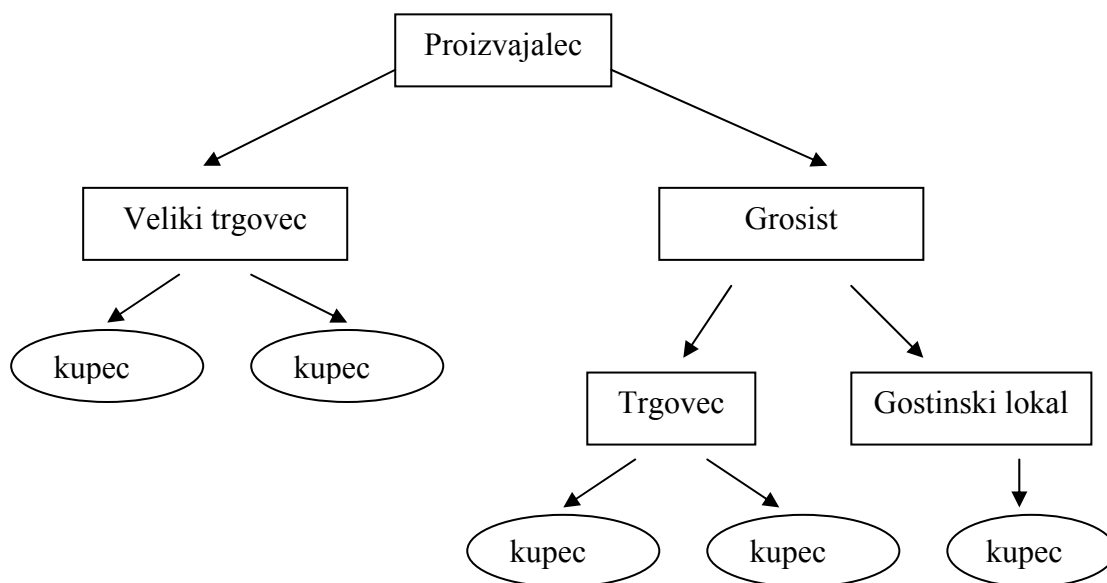 Proizvajalec
Veliki trgovec
Grosist
kupec
kupec
Trgovec
Gostinski lokal
kupec
kupec
kupec